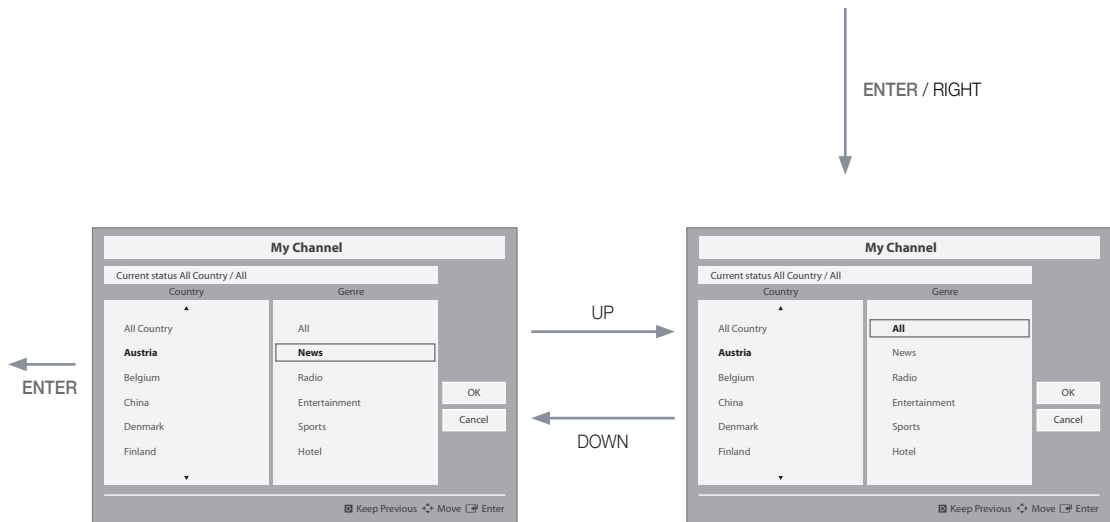 ENTER / RIGHT
My Channel
Current status All Country / All
Country Genre
▲
All Country All
Austria News
Belgium Radio
China Entertainment
Denmark Sports
Finland Hotel
▼
OK
Cancel
D Keep Previous Move Enter
ENTER
UP
DOWN
My Channel
Current status All Country / All
Country Genre
▲
All Country All
Austria News
Belgium Radio
China Entertainment
Denmark Sports
Finland Hotel
▼
OK
Cancel
D Keep Previous Move Enter